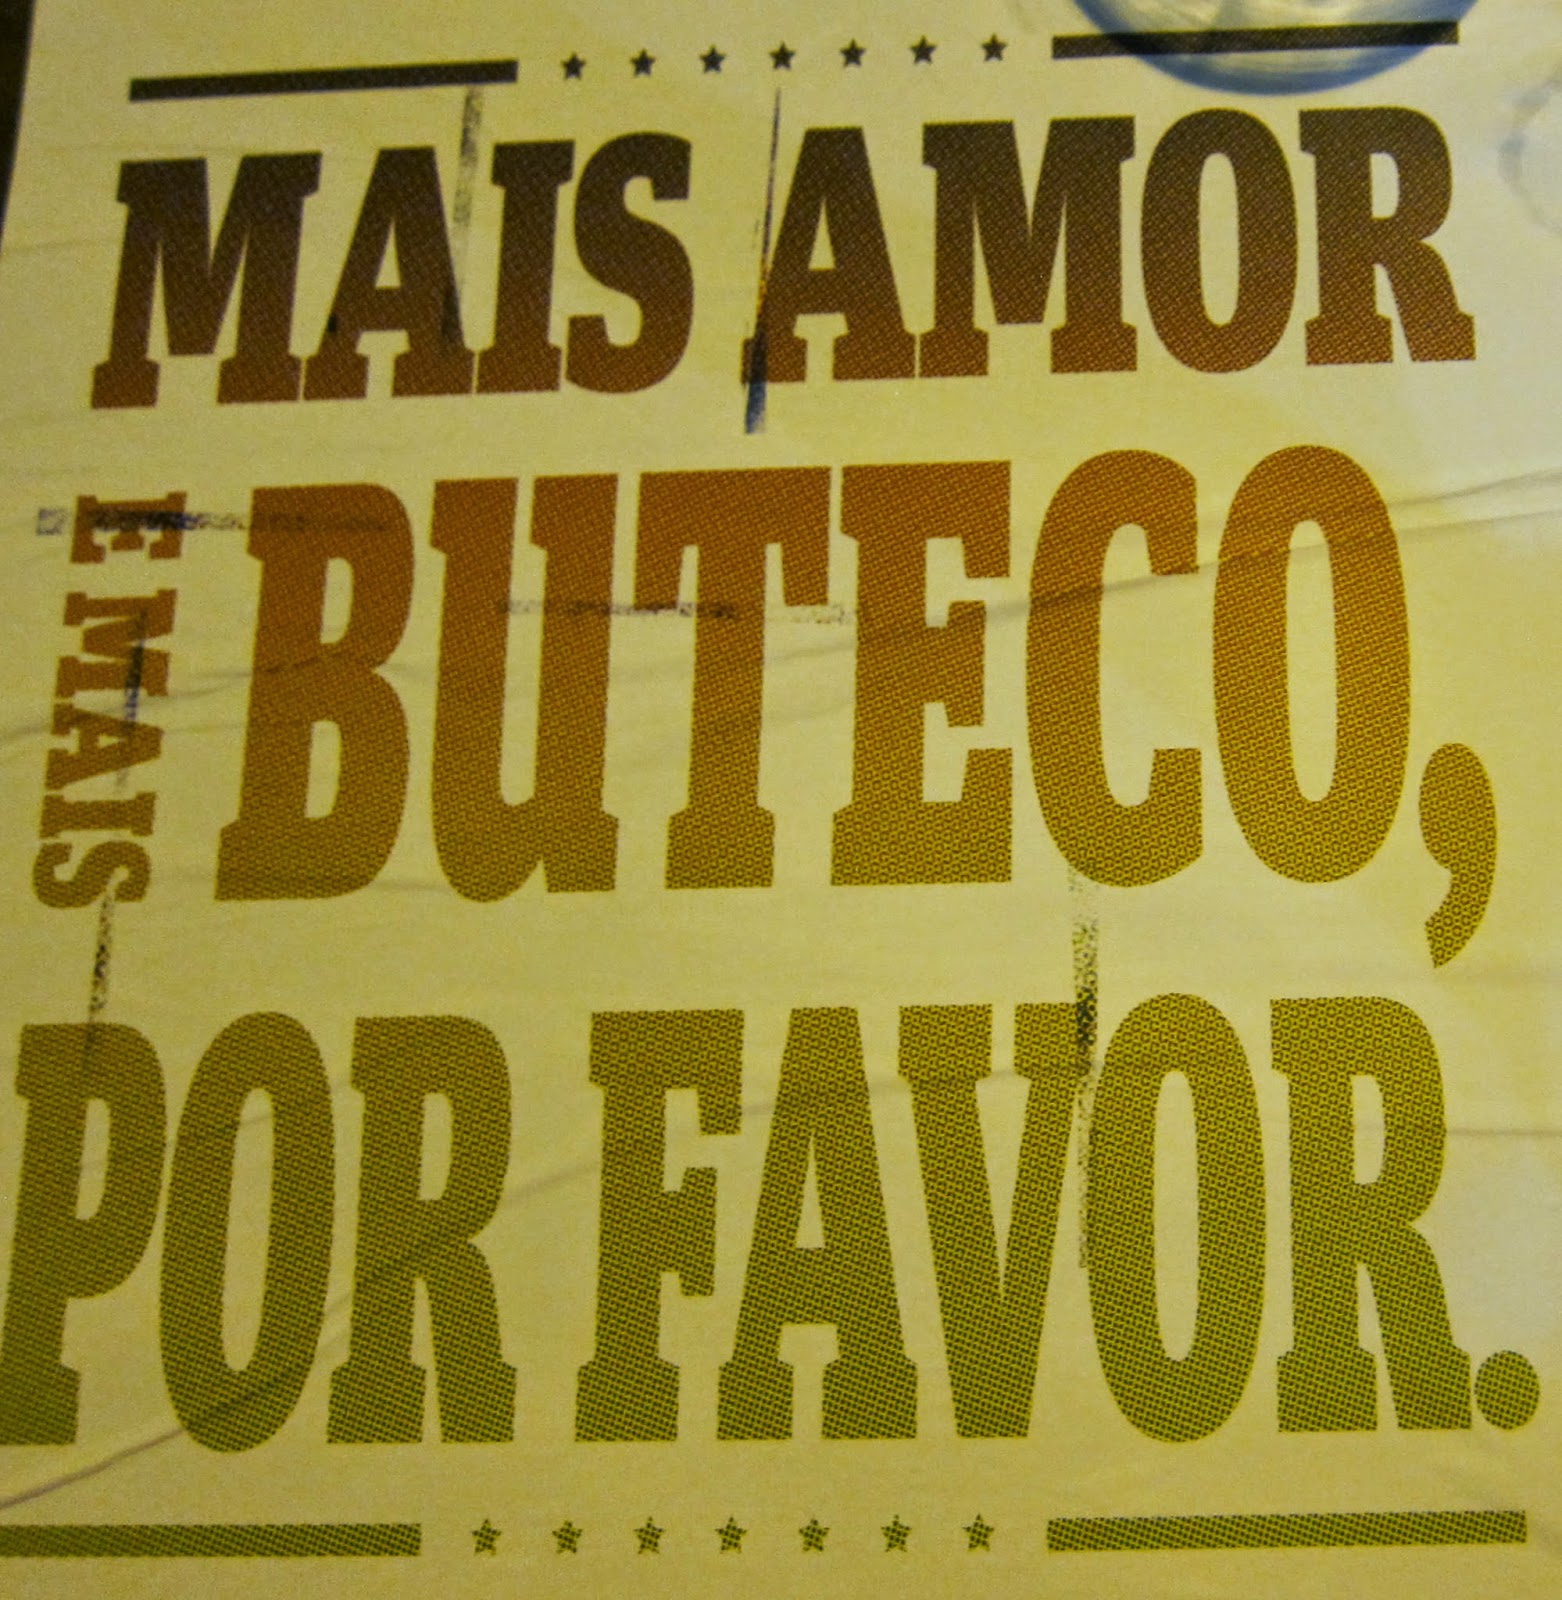 MAIS AMOR
E MAIS BUTECO,
POR FAVOR.